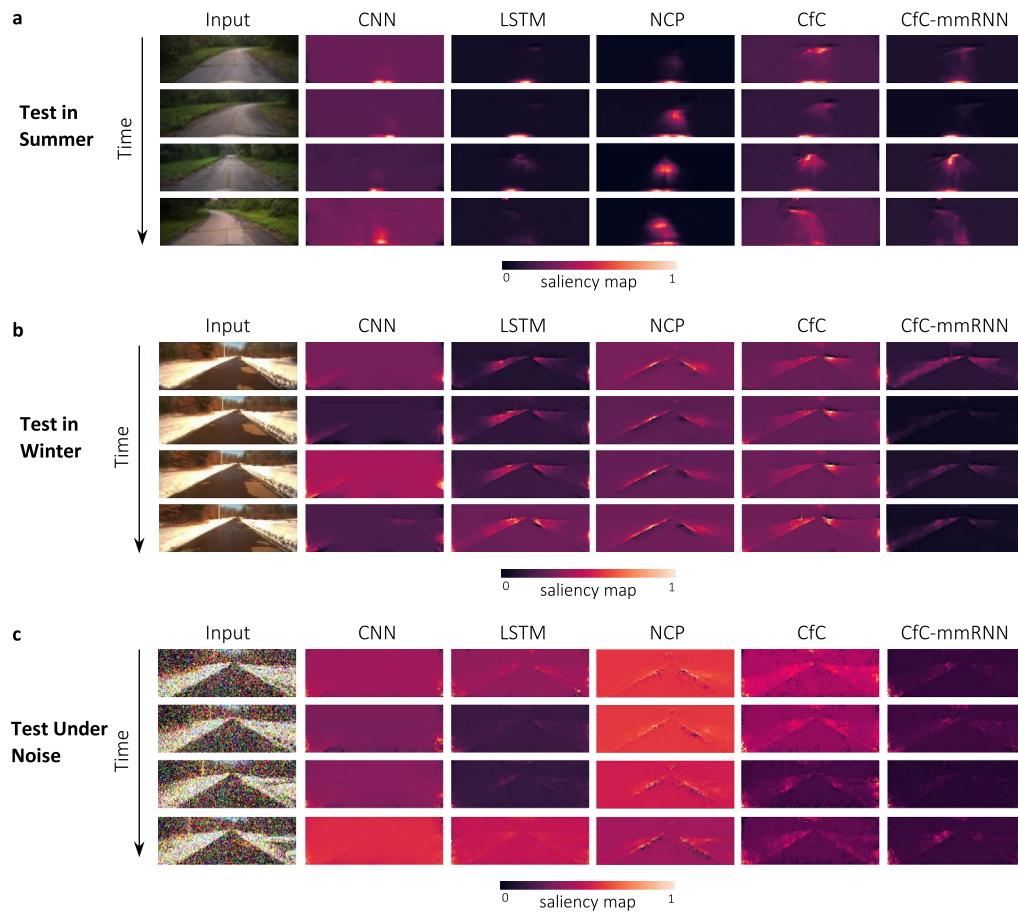 a
Input CNN LSTM NCP CfC CfC-mmRNN
Test in
Summer
Time
0 1
saliency map
b
Input CNN LSTM NCP CfC CfC-mmRNN
Test in
Winter
Time
0 1
saliency map
c
Input CNN LSTM NCP CfC CfC-mmRNN
Test Under
Noise
Time
0 1
saliency map